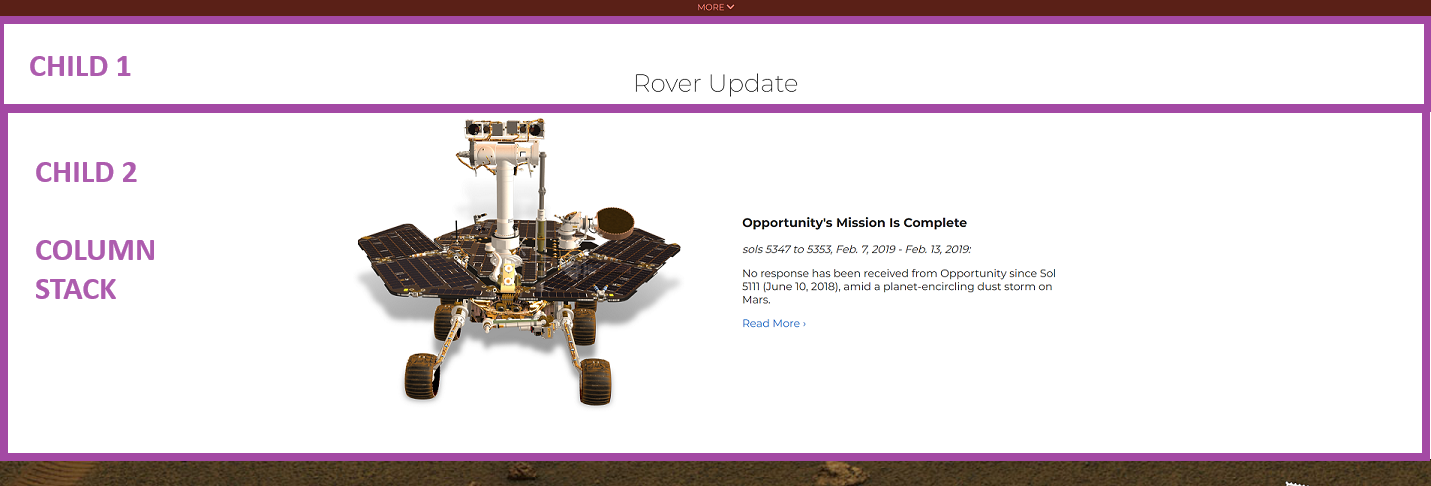 MORE
CHILD 1
Rover Update
CHILD 2
COLUMN
STACK
Opportunity's Mission Is Complete
sols 5347 to 5353, Feb. 7, 2019 - Feb. 13, 2019:
No response has been received from Opportunity since Sol
5111 (June 10, 2018), amid a planet-encircling dust storm on
Mars.
Read More ›